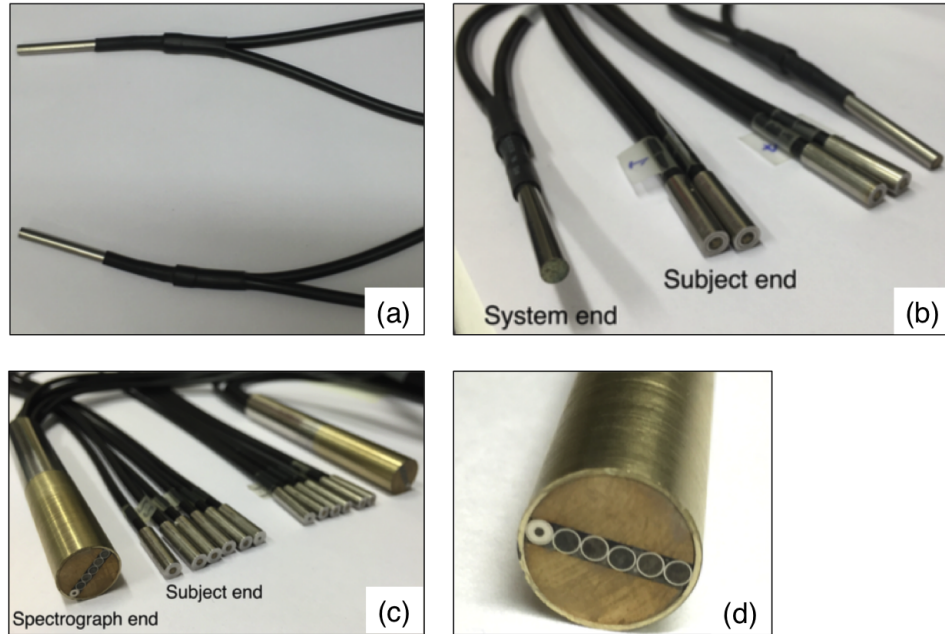 (a)
System end
Subject end
(b)
Spectrograph end
Subject end
(c)
(d)